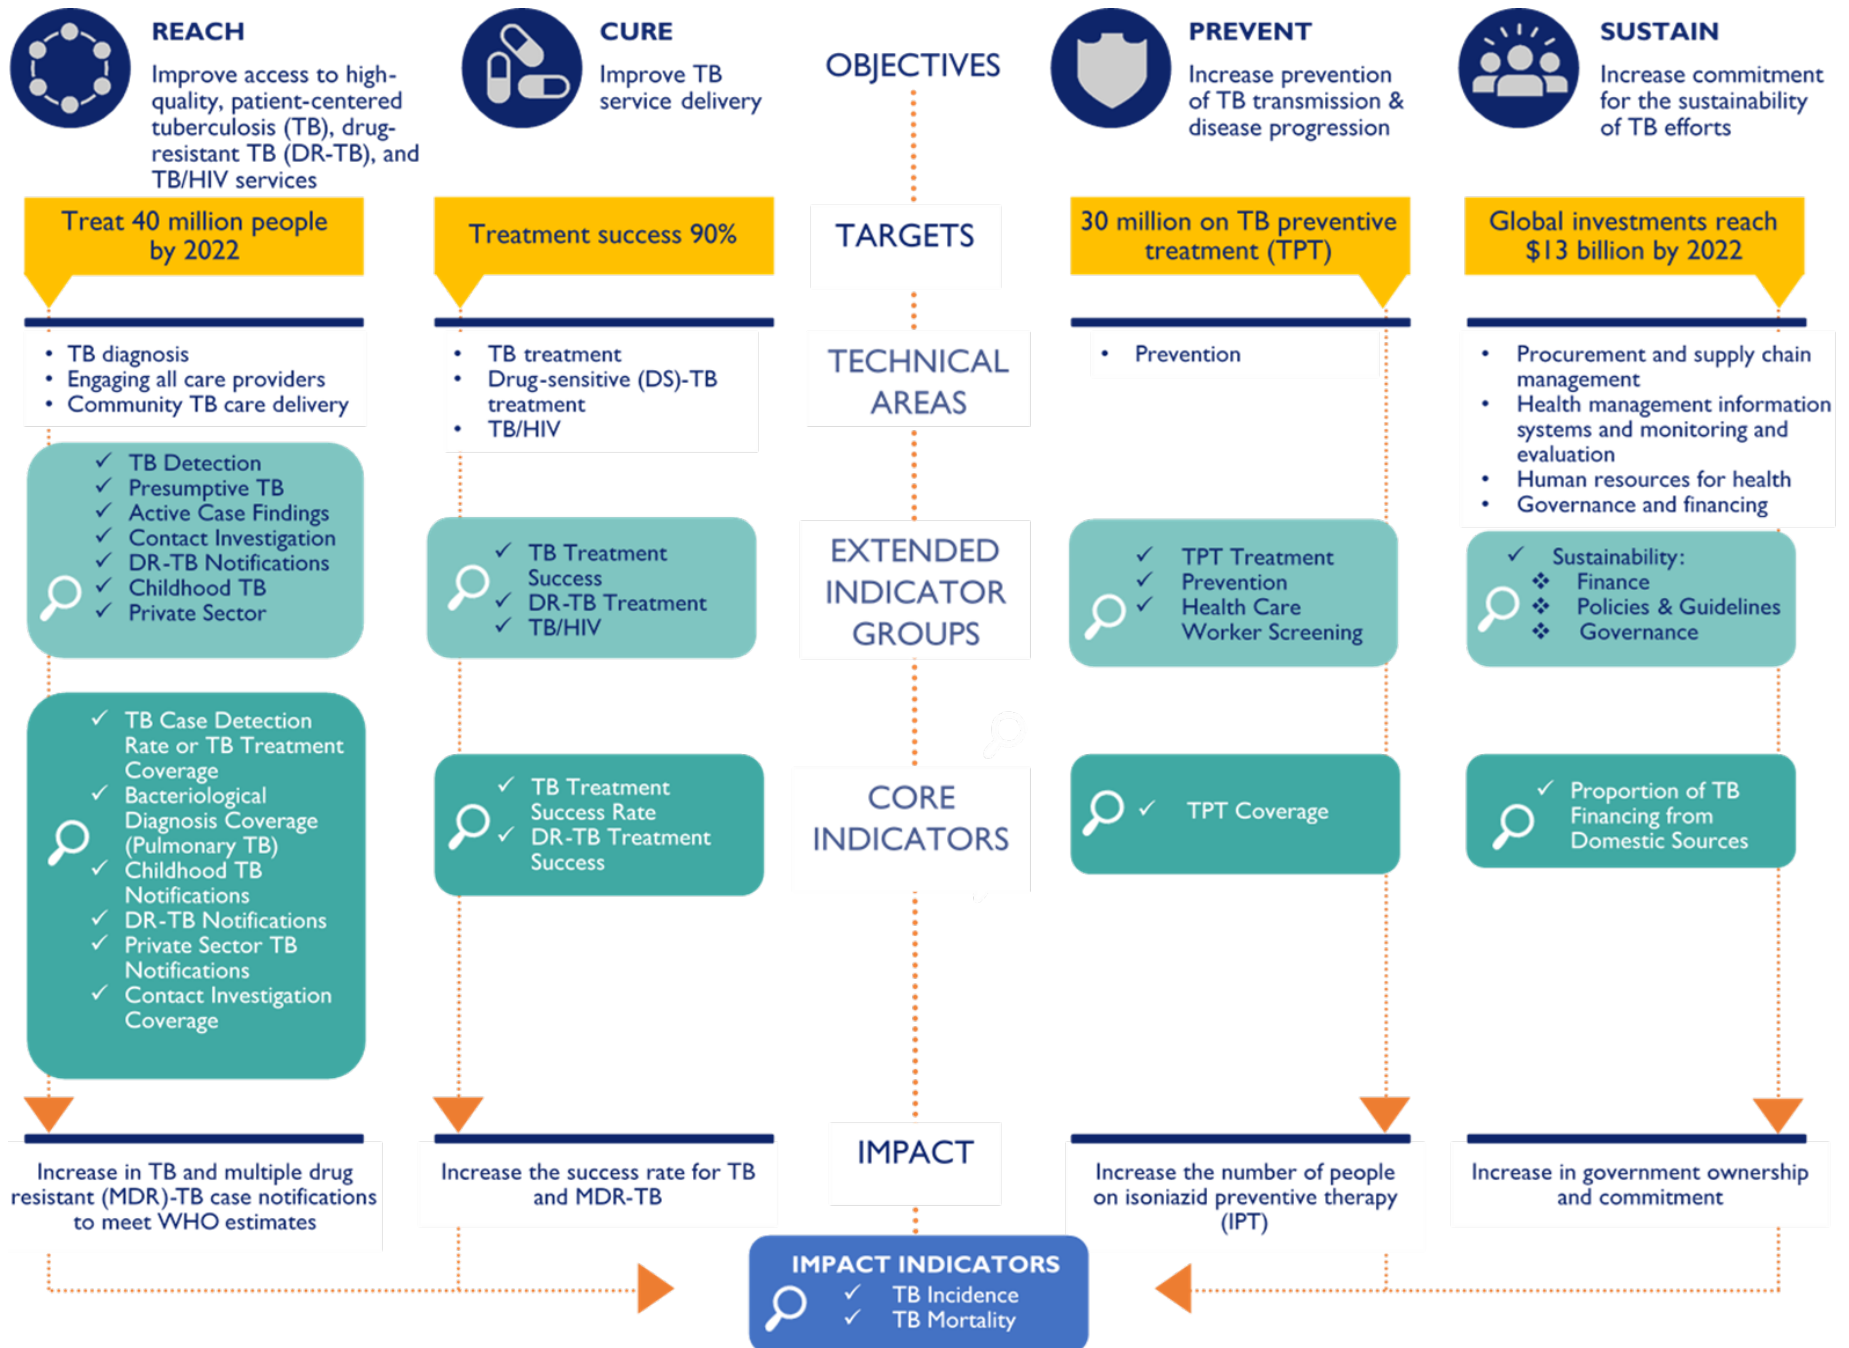 REACH
Improve access to high-
quality, patient-centered
tuberculosis (TB), drug-
resistant TB (DR-TB), and
TB/HIV services
CURE
Improve TB
service delivery
OBJECTIVES
PREVENT
Increase prevention
of TB transmission &
disease progression
SUSTAIN
Increase commitment
for the sustainability
of TB efforts
Treat 40 million people
by 2022
Treatment success 90%
TARGETS
30 million on TB preventive
treatment (TPT)
Global investments reach
$13 billion by 2022
• TB diagnosis
• Engaging all care providers
• Community TB care delivery
• TB treatment
• Drug-sensitive (DS)-TB
treatment
• TB/HIV
TECHNICAL
AREAS
• Prevention
• Procurement and supply chain
management
• Health management information
systems and monitoring and
evaluation
• Human resources for health
• Governance and financing
✓ TB Detection
✓ Presumptive TB
✓ Active Case Findings
✓ Contact Investigation
✓ DR-TB Notifications
✓ Childhood TB
✓ Private Sector
✓ TB Treatment
Success
✓ DR-TB Treatment
✓ TB/HIV
EXTENDED
INDICATOR
GROUPS
✓ TPT Treatment
✓ Prevention
✓ Health Care
Worker Screening
✓ Sustainability:
❖ Finance
❖ Policies & Guidelines
❖ Governance
✓ TB Case Detection
Rate or TB Treatment
Coverage
✓ Bacteriological
Diagnosis Coverage
(Pulmonary TB)
✓ Childhood TB
Notifications
✓ DR-TB Notifications
✓ Private Sector TB
Notifications
✓ Contact Investigation
Coverage
✓ TB Treatment
Success Rate
✓ DR-TB Treatment
Success
CORE
INDICATORS
✓ TPT Coverage
✓ Proportion of TB
Financing from
Domestic Sources
Increase in TB and multiple drug
resistant (MDR)-TB case notifications
to meet WHO estimates
Increase the success rate for TB
and MDR-TB
IMPACT
Increase the number of people
on isoniazid preventive therapy
(IPT)
Increase in government ownership
and commitment
IMPACT INDICATORS
✓ TB Incidence
✓ TB Mortality